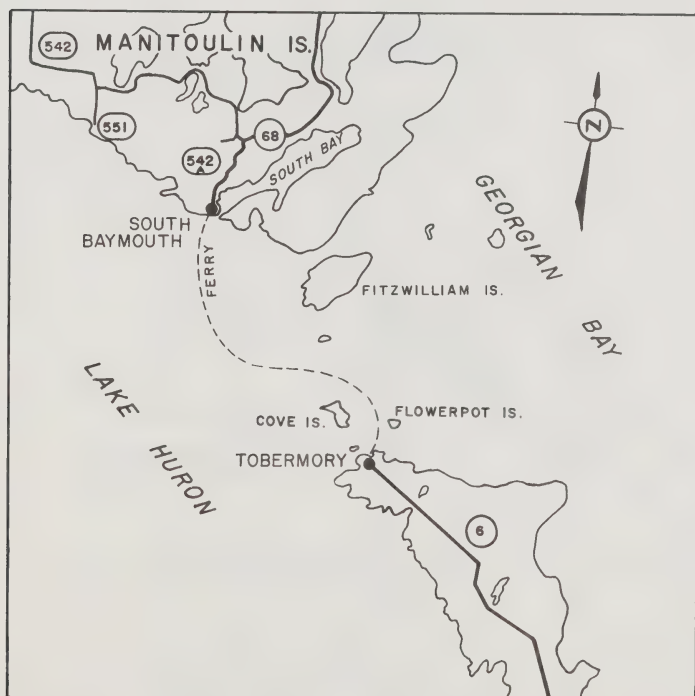 542
MANITOULIN IS.
551
68
542
A
SOUTH BAY
SOUTH
BAYMOUTH
FERRY
GEORGIAN
BAY
N
FITZWILLIAM IS.
LAKE
HURON
COVE IS.
FLOWERPOT IS.
TOBERMORY
6